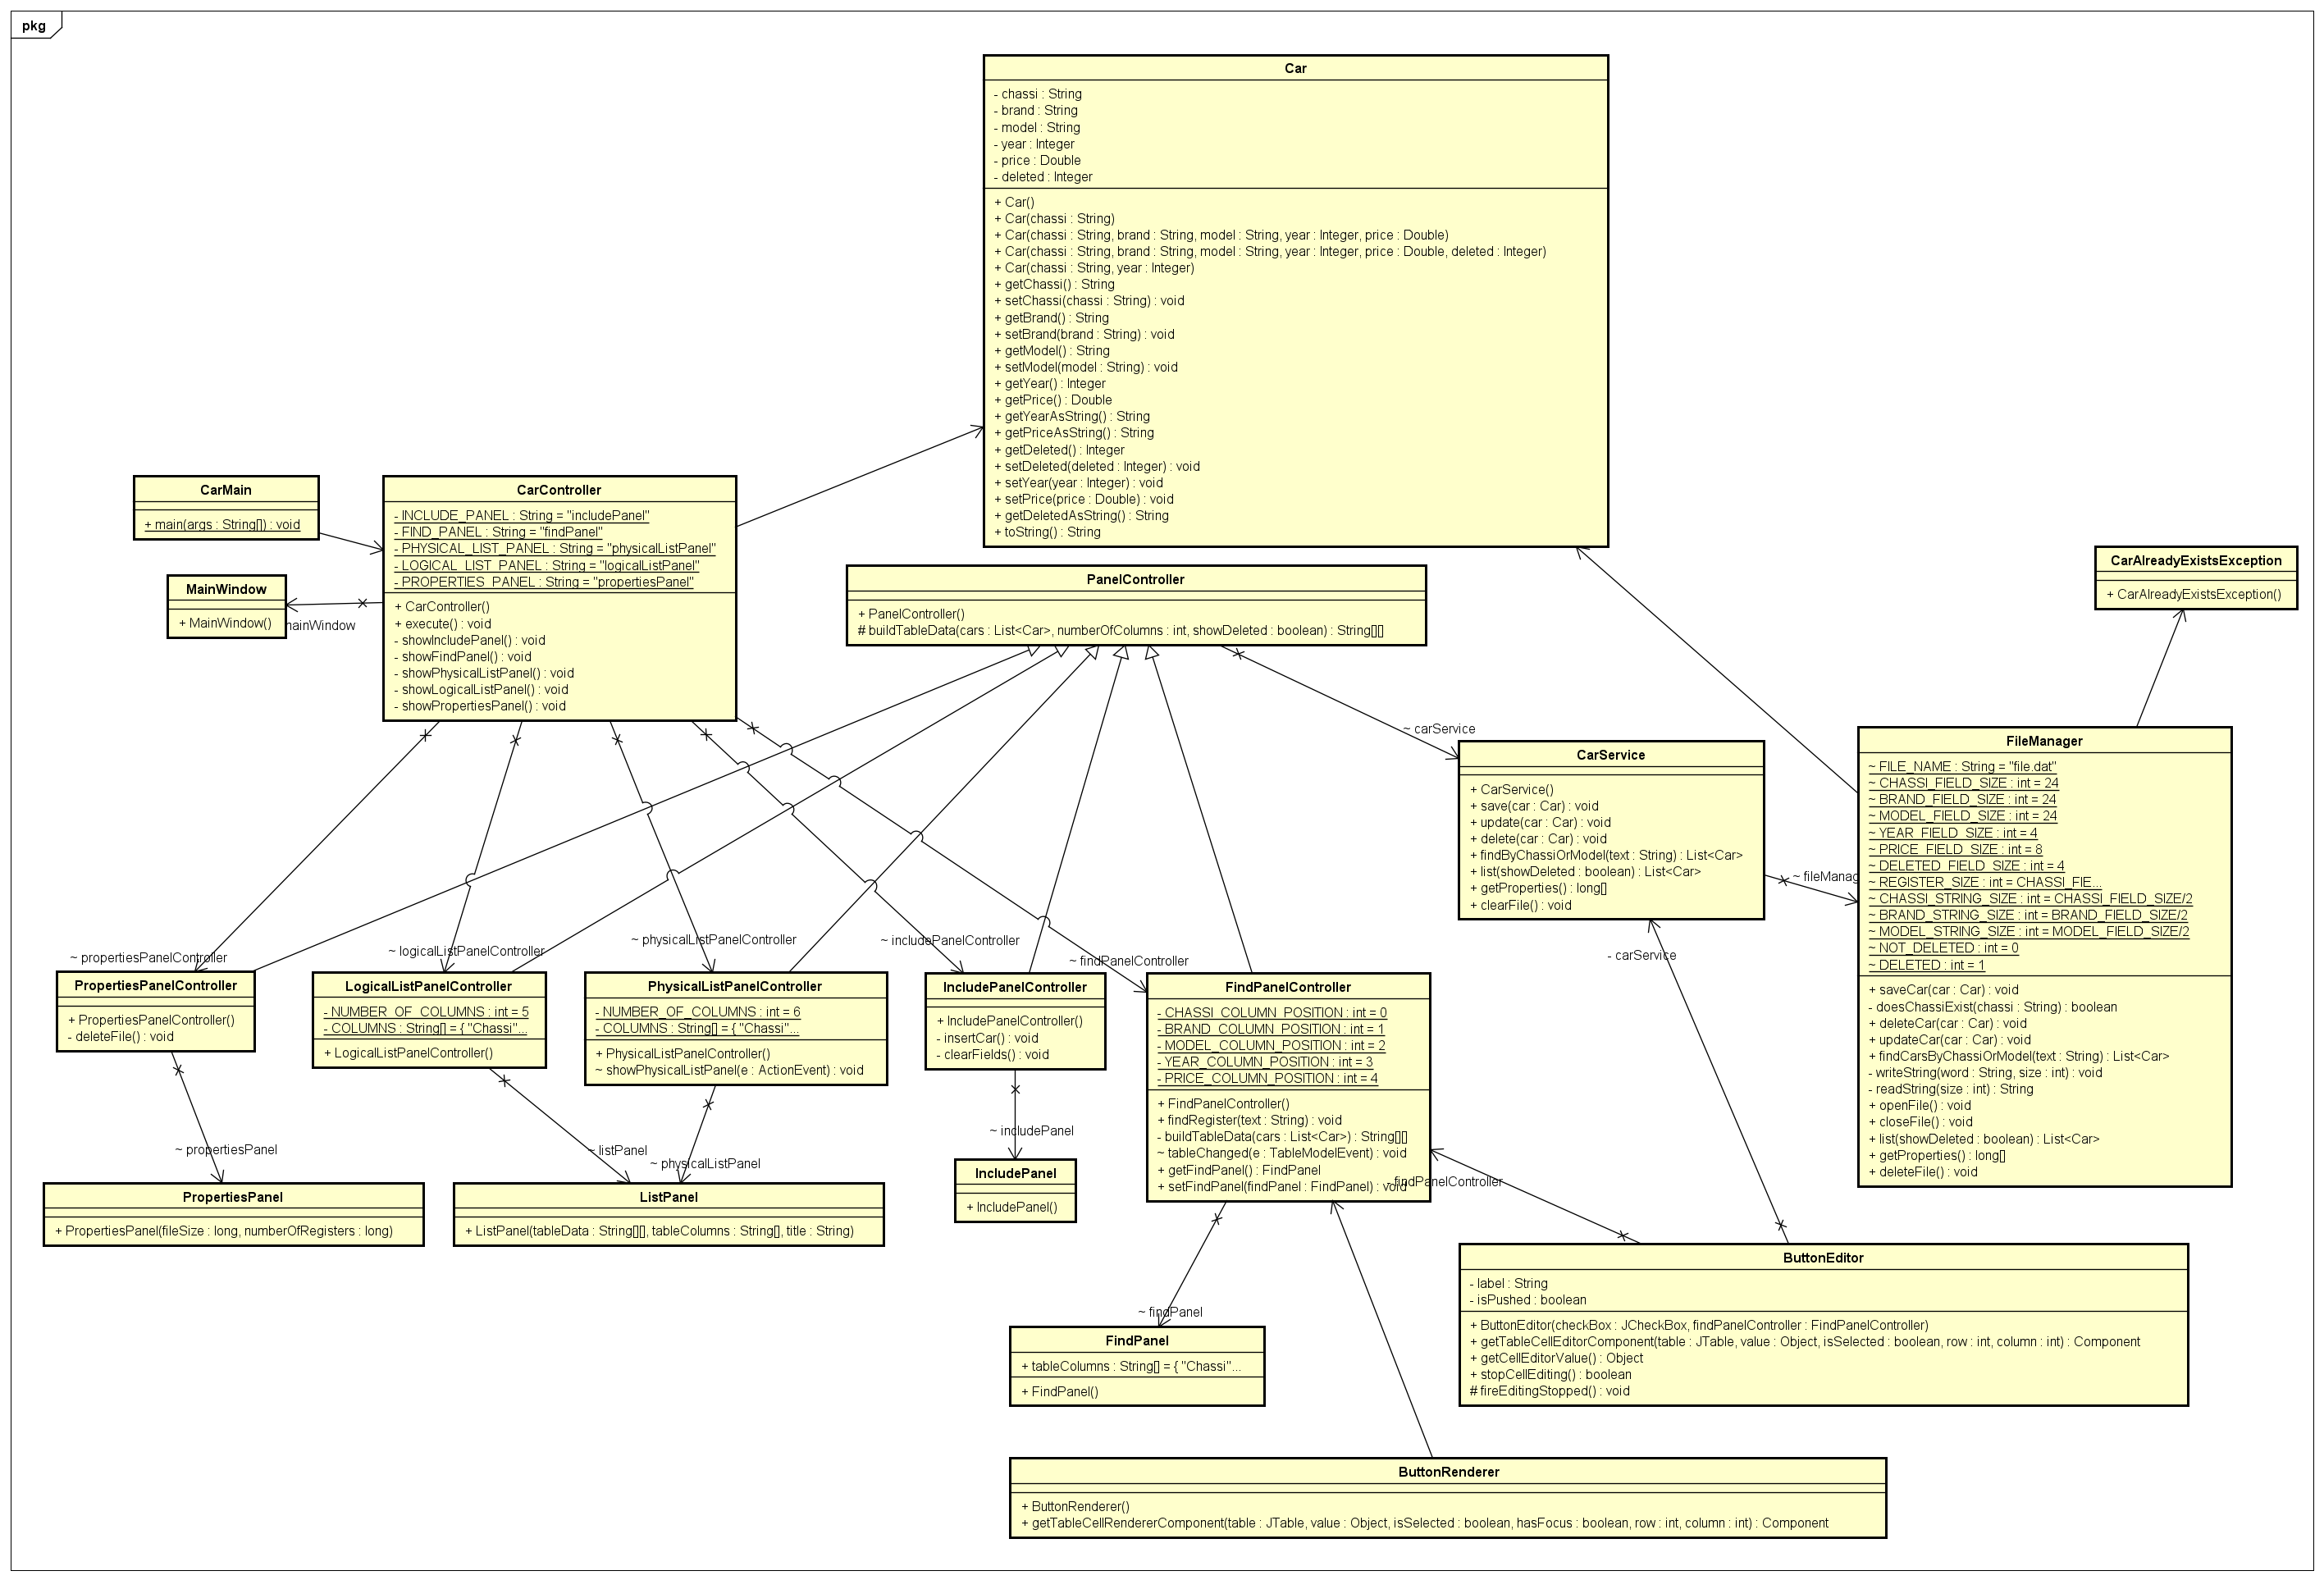 pkg
Car
- chassi : String
- brand : String
- model : String
- year : Integer
- price : Double
- deleted : Integer
+ Car()
+ Car(chassi : String)
+ Car(chassi : String, brand : String, model : String, year : Integer, price : Double)
+ Car(chassi : String, brand : String, model : String, year : Integer, price : Double, deleted : Integer)
+ Car(chassi : String, year : Integer)
+ getChassi() : String
+ setChassi(chassi : String) : void
+ getBrand() : String
+ setBrand(brand : String) : void
+ getModel() : String
+ setModel(model : String) : void
+ getYear() : Integer
+ getPrice() : Double
+ getYearAsString() : String
+ getPriceAsString() : String
+ getDeleted() : Integer
+ setDeleted(deleted : Integer) : void
+ setYear(year : Integer) : void
+ setPrice(price : Double) : void
+ getDeletedAsString() : String
+ toString() : String
CarMain
+ main(args : String[]) : void
CarController
- INCLUDE_PANEL : String = "includePanel"
- FIND_PANEL : String = "findPanel"
- PHYSICAL_LIST_PANEL : String = "physicalListPanel"
- LOGICAL_LIST_PANEL : String = "logicalListPanel"
- PROPERTIES_PANEL : String = "propertiesPanel"
+ CarController()
+ execute() : void
- showIncludePanel() : void
- showFindPanel() : void
- showPhysicalListPanel() : void
- showLogicalListPanel() : void
- showPropertiesPanel() : void
MainWindow
+ MainWindow()
mainWindow
PanelController
+ PanelController()
# buildTableData(cars : List<Car>, numberOfColumns : int, showDeleted : boolean) : String[][]
CarAlreadyExistsException
+ CarAlreadyExistsException()
~ carService
CarService
+ CarService()
+ save(car : Car) : void
+ update(car : Car) : void
+ delete(car : Car) : void
+ findByChassiOrModel(text : String) : List<Car>
+ list(showDeleted : boolean) : List<Car>
+ getProperties() : long[]
+ clearFile() : void
~ fileManag
FileManager
~ FILE_NAME : String = "file.dat"
~ CHASSI_FIELD_SIZE : int = 24
~ BRAND_FIELD_SIZE : int = 24
~ MODEL_FIELD_SIZE : int = 24
~ YEAR_FIELD_SIZE : int = 4
~ PRICE_FIELD_SIZE : int = 8
~ DELETED_FIELD_SIZE : int = 4
~ REGISTER_SIZE : int = CHASSI_FIE...
~ CHASSI_STRING_SIZE : int = CHASSI_FIELD_SIZE/2
~ BRAND_STRING_SIZE : int = BRAND_FIELD_SIZE/2
~ MODEL_STRING_SIZE : int = MODEL_FIELD_SIZE/2
~ NOT_DELETED : int = 0
~ DELETED : int = 1
+ saveCar(car : Car) : void
- doesChassiExist(chassi : String) : boolean
+ deleteCar(car : Car) : void
+ updateCar(car : Car) : void
+ findCarsByChassiOrModel(text : String) : List<Car>
- writeString(word : String, size : int) : void
- readString(size : int) : String
+ openFile() : void
+ closeFile() : void
+ list(showDeleted : boolean) : List<Car>
+ getProperties() : long[]
+ deleteFile() : void
~ propertiesPanelController
~ logicalListPanelController
~ physicalListPanelController
~ includePanelController
~ findPanelController
- carService
PropertiesPanelController
+ PropertiesPanelController()
- deleteFile() : void
LogicalListPanelController
- NUMBER_OF_COLUMNS : int = 5
- COLUMNS : String[] = { "Chassi"...
+ LogicalListPanelController()
PhysicalListPanelController
- NUMBER_OF_COLUMNS : int = 6
- COLUMNS : String[] = { "Chassi"...
+ PhysicalListPanelController()
~ showPhysicalListPanel(e : ActionEvent) : void
IncludePanelController
+ IncludePanelController()
- insertCar() : void
- clearFields() : void
FindPanelController
- CHASSI_COLUMN_POSITION : int = 0
- BRAND_COLUMN_POSITION : int = 1
- MODEL_COLUMN_POSITION : int = 2
- YEAR_COLUMN_POSITION : int = 3
- PRICE_COLUMN_POSITION : int = 4
+ FindPanelController()
+ findRegister(text : String) : void
- buildTableData(cars : List<Car>) : String[][]
~ tableChanged(e : TableModelEvent) : void
+ getFindPanel() : FindPanel
+ setFindPanel(findPanel : FindPanel) : void
- findPanelController
~ propertiesPanel
~ listPanel
~ physicalListPanel
~ includePanel
PropertiesPanel
+ PropertiesPanel(fileSize : long, numberOfRegisters : long)
ListPanel
+ ListPanel(tableData : String[][], tableColumns : String[], title : String)
IncludePanel
+ IncludePanel()
~ findPanel
FindPanel
+ tableColumns : String[] = { "Chassi"...
+ FindPanel()
ButtonEditor
- label : String
- isPushed : boolean
+ ButtonEditor(checkBox : JCheckBox, findPanelController : FindPanelController)
+ getTableCellEditorComponent(table : JTable, value : Object, isSelected : boolean, row : int, column : int) : Component
+ getCellEditorValue() : Object
+ stopCellEditing() : boolean
# fireEditingStopped() : void
ButtonRenderer
+ ButtonRenderer()
+ getTableCellRendererComponent(table : JTable, value : Object, isSelected : boolean, hasFocus : boolean, row : int, column : int) : Component